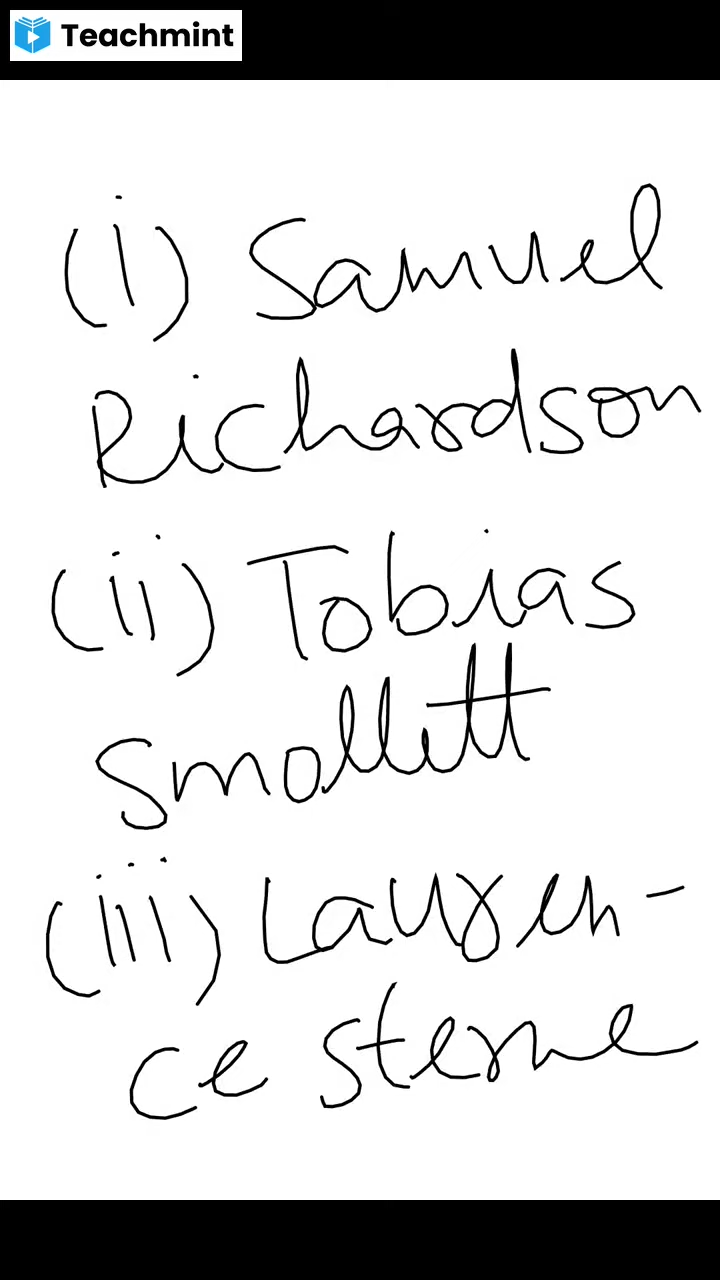 Teachmint
(i) Samuel
Richardson
(ii) Tobias
Smollett
(iii) Lauren-
ce Sterne